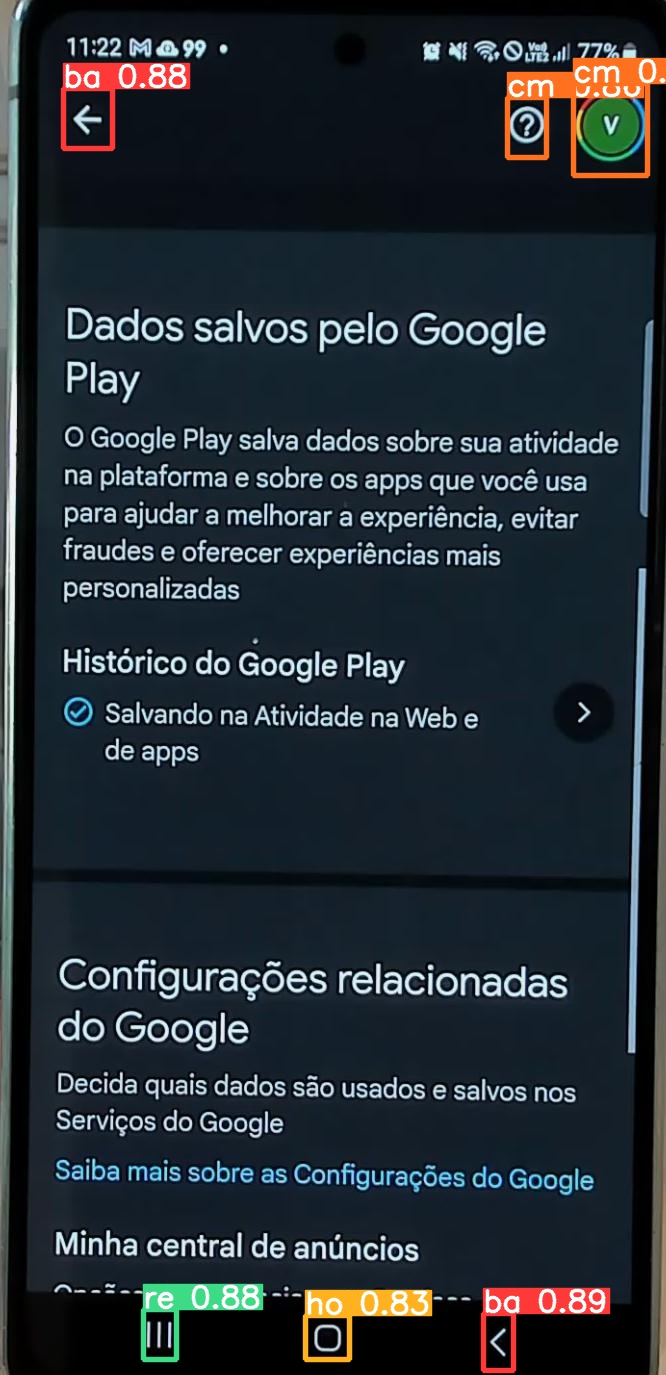 11:22 M 99
Vo))
LTE2
77%
ba 0.88
cm
cm 0.
V
Dados salvos pelo Google
Play
O Google Play salva dados sobre sua atividade
na plataforma e sobre os apps que você usa
para ajudar a melhorar a experiência, evitar
fraudes e oferecer experiências mais
personalizadas
Histórico do Google Play
Salvando na Atividade na Web e
de apps
Configurações relacionadas
do Google
Decida quais dados são usados e salvos nos
Serviços do Google
Saiba mais sobre as Configurações do Google
Minha central de anúncios
re 0.88
ho 0.83
ba 0.89